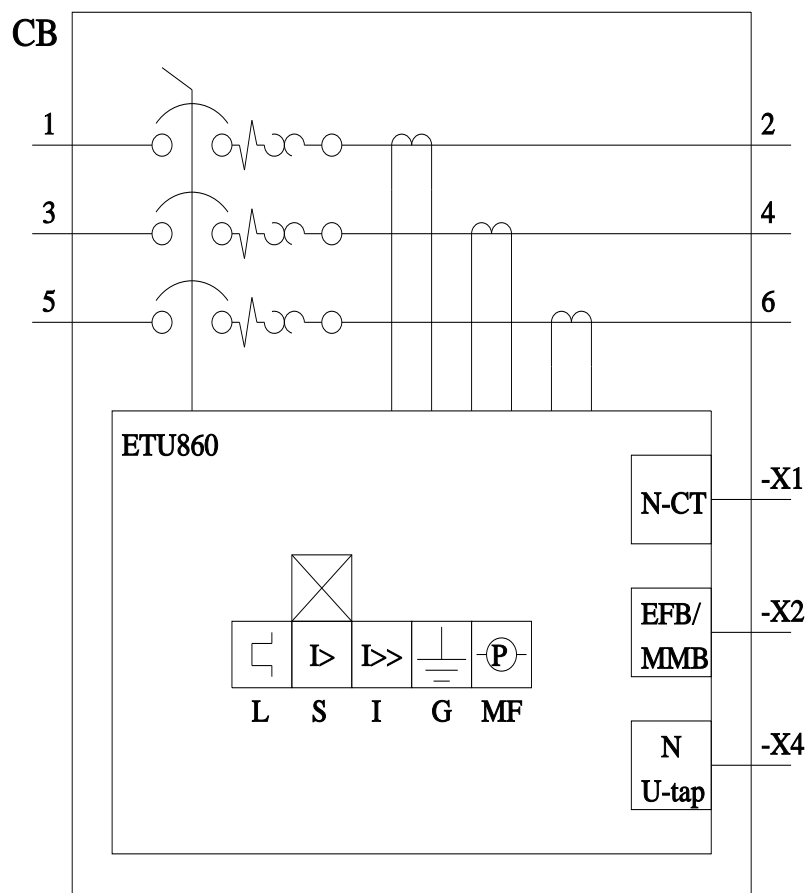 CB
1
2
3
4
5
6
ETU860
-X1
N-CT
EFB/
MMB
-X2
I>
I>>
P
L S I G MF
N
U-tap
-X4